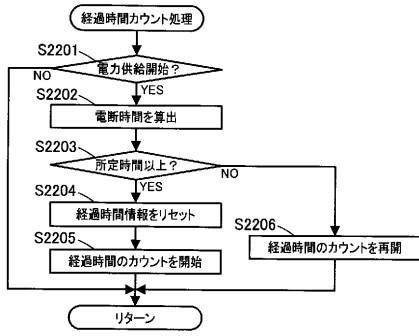 経過時間カウント処理
S2201
電力供給開始?
NO
YES
S2202
電断時間を算出
S2203
所定時間以上?
NO
YES
S2204
経過時間情報をリセット
S2205
経過時間のカウントを開始
S2206
経過時間のカウントを再開
リターン